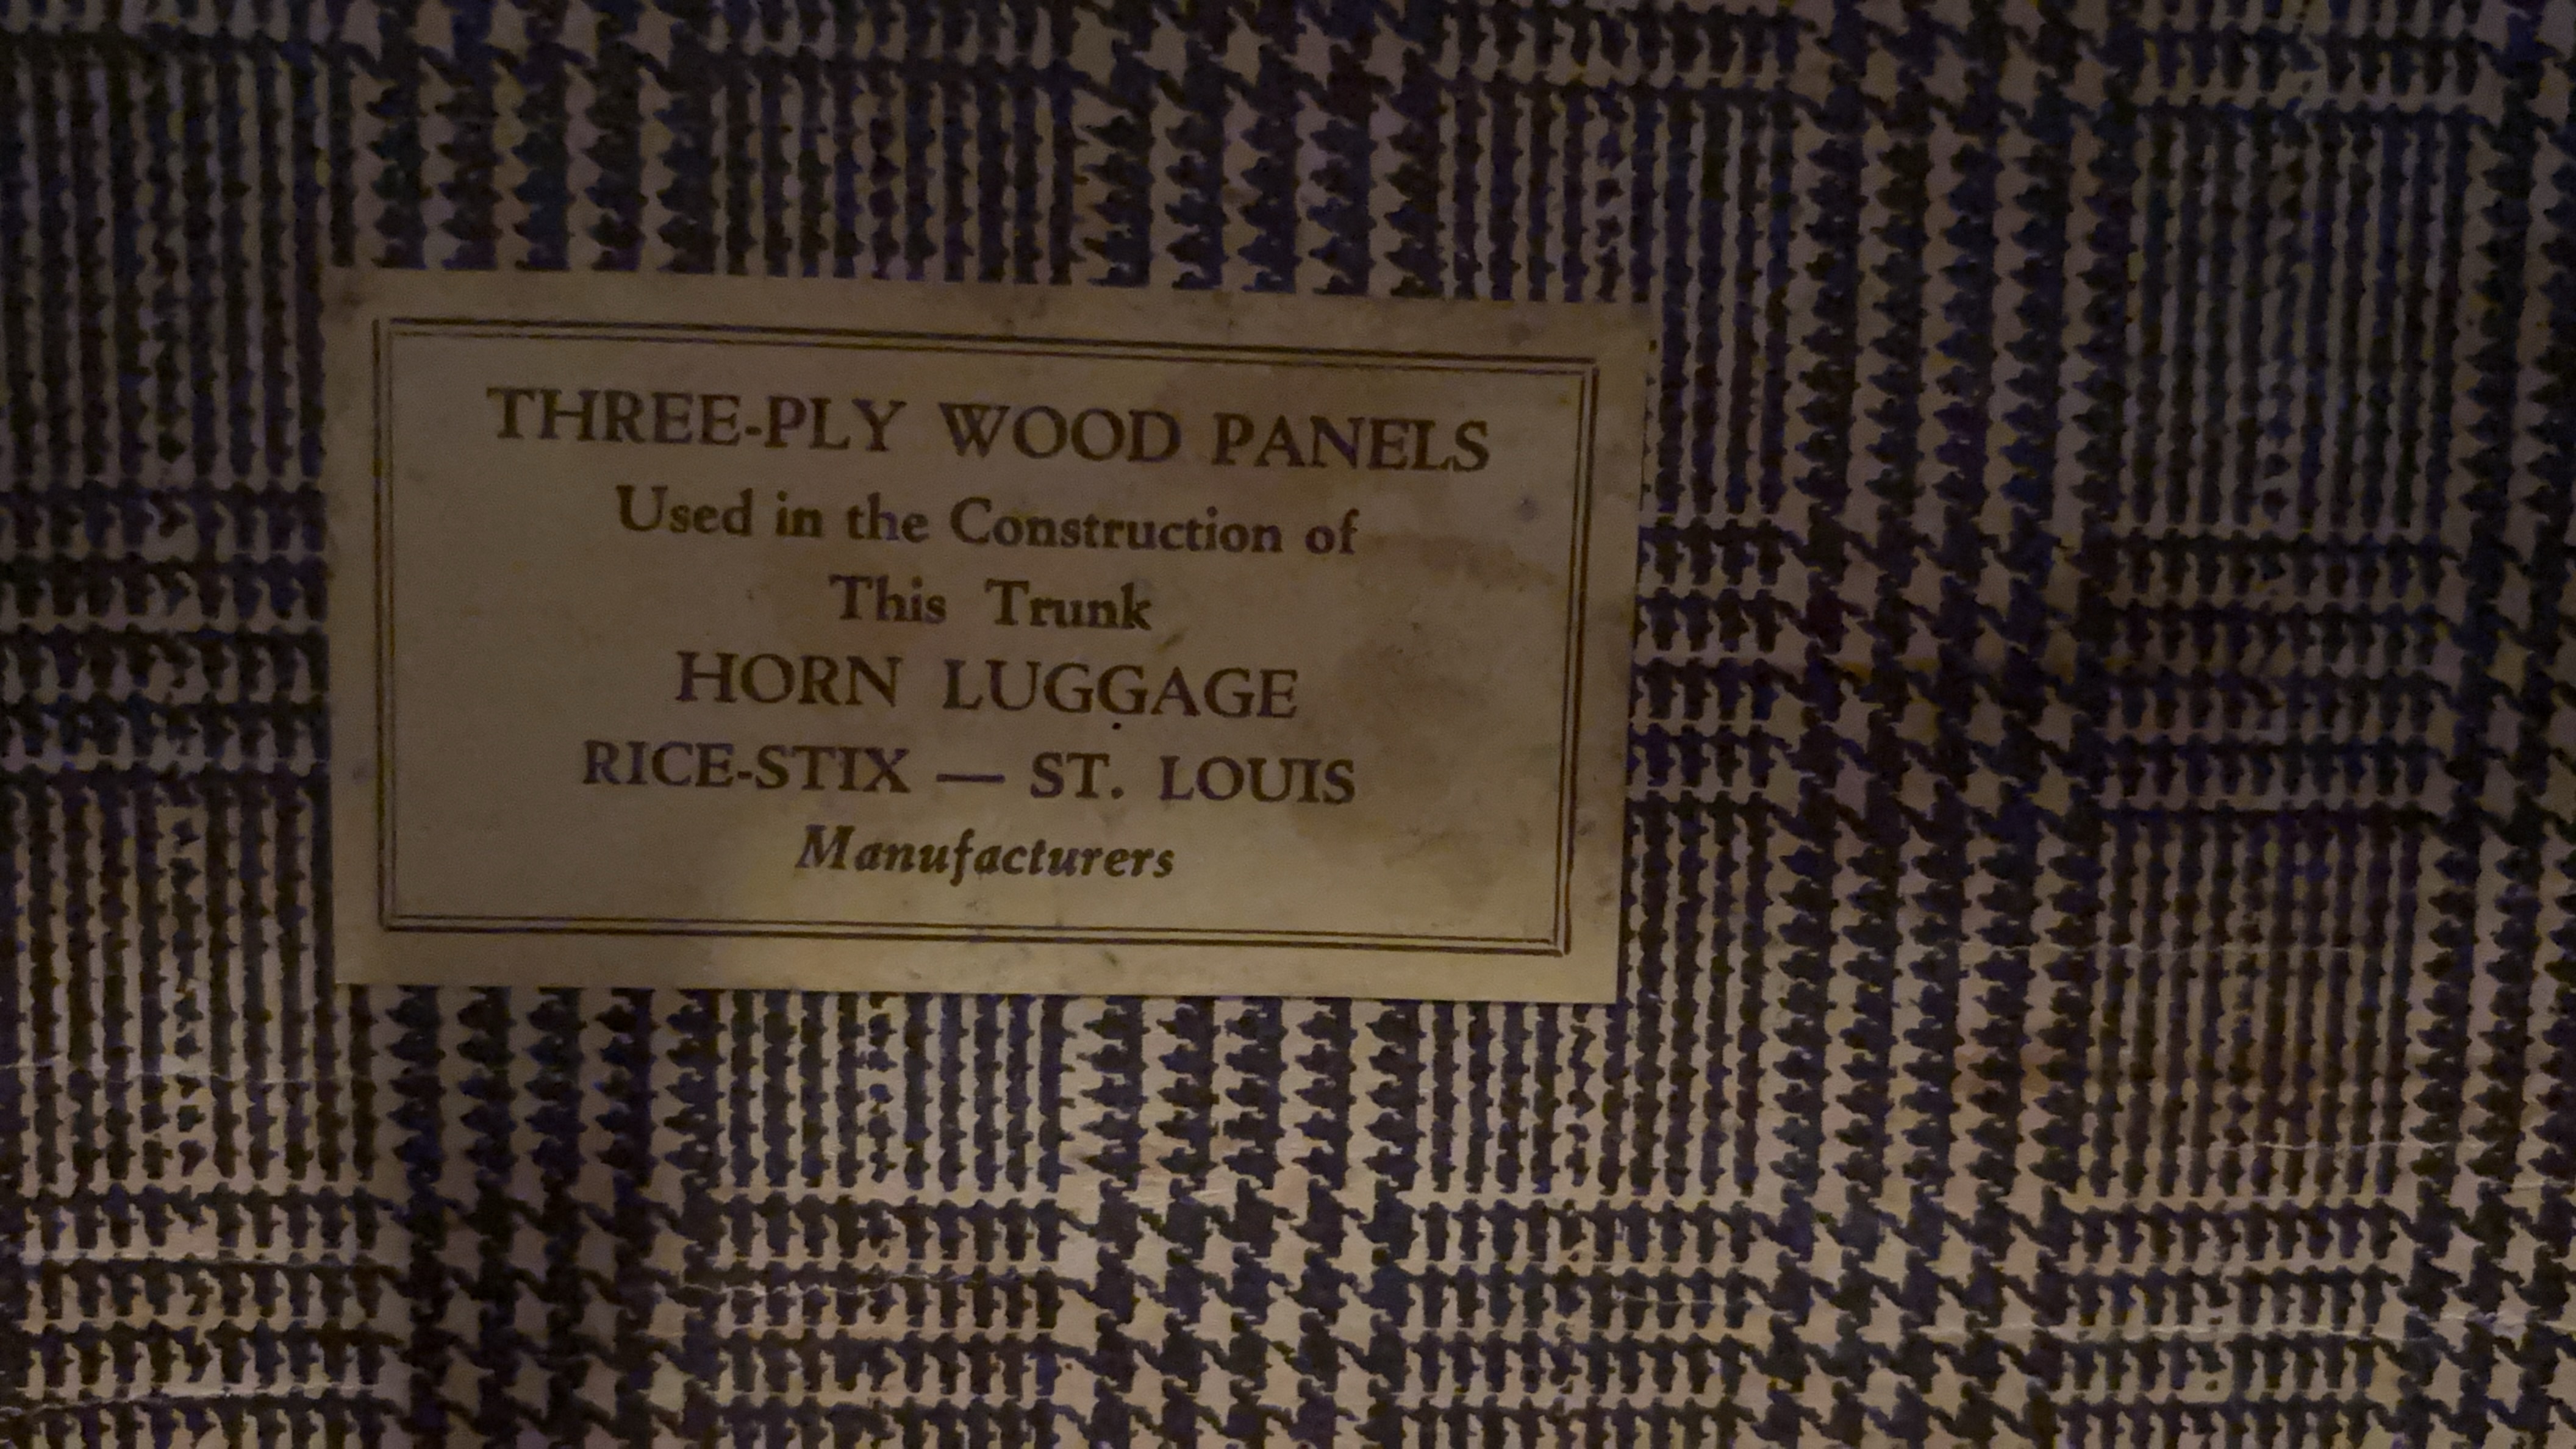 THREE-PLY WOOD PANELS
Used in the Construction of
This Trunk
HORN LUGGAGE
RICE-STIX — ST. LOUIS
Manufacturers